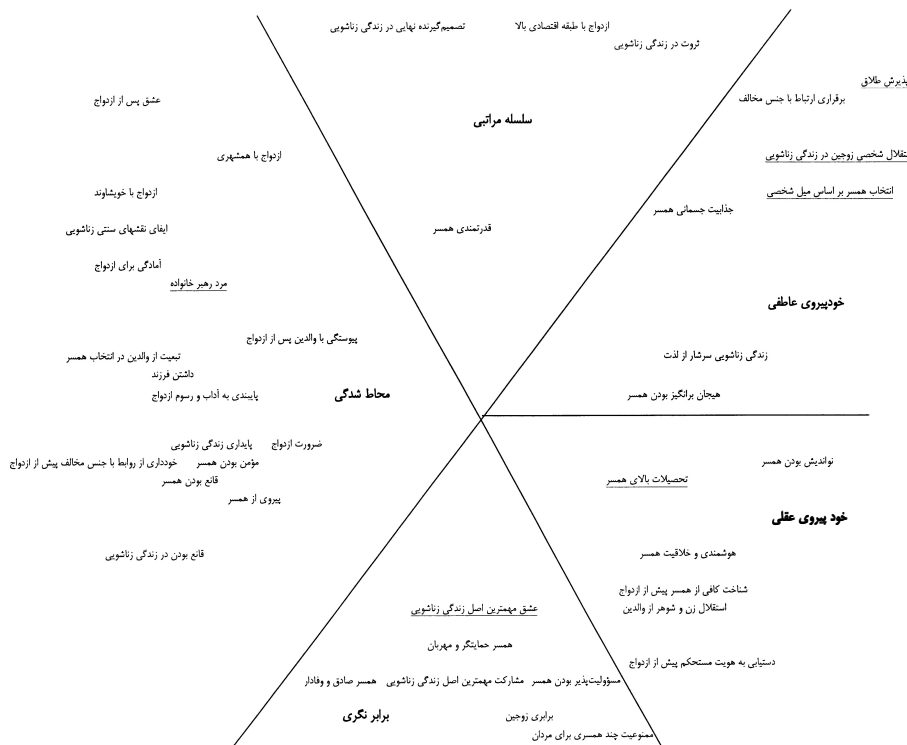 تصمیم‌گیرنده نهایی در زندگی زناشویی
ازدواج با طبقه اقتصادی بالا
ثروت در زندگی زناشویی
سلسله مراتبی
قدرتمندی همسر
پذیرش طلاق
برقراری ارتباط با جنس مخالف
ستقلال شخصی زوجین در زندگی زناشویی
انتخاب همسر بر اساس میل شخصی
جذابیت جسمانی همسر
خودپیروی عاطفی
زندگی زناشویی سرشار از لذت
هیجان برانگیز بودن همسر
نواندیش بودن همسر
تحصیلات بالای همسر
خود پیروی عقلی
هوشمندی و خلاقیت همسر
شناخت کافی از همسر پیش از ازدواج
استقلال زن و شوهر از والدین
دستیابی به هویت مستحکم پیش از ازدواج
عشق مهمترین اصل زندگی زناشویی
همسر حمایتگر و مهربان
مسؤولیت‌پذیر بودن همسر
مشارکت مهمترین اصل زندگی زناشویی
همسر صادق و وفادار
برابر نگری
برابری زوجین
ممنوعیت چند همسری برای مردان
عشق پس از ازدواج
ازدواج با همشهری
ازدواج با خویشاوند
ایفای نقشهای سنتی زناشویی
آمادگی برای ازدواج
مرد رهبر خانواده
پیوستگی با والدین پس از ازدواج
تبعیت از والدین در انتخاب همسر
داشتن فرزند
محاط شدگی
پایبندی به آداب و رسوم ازدواج
ضرورت ازدواج
پایداری زندگی زناشویی
مؤمن بودن همسر
خودداری از روابط با جنس مخالف پیش از ازدواج
قانع بودن همسر
پیروی از همسر
قانع بودن در زندگی زناشویی